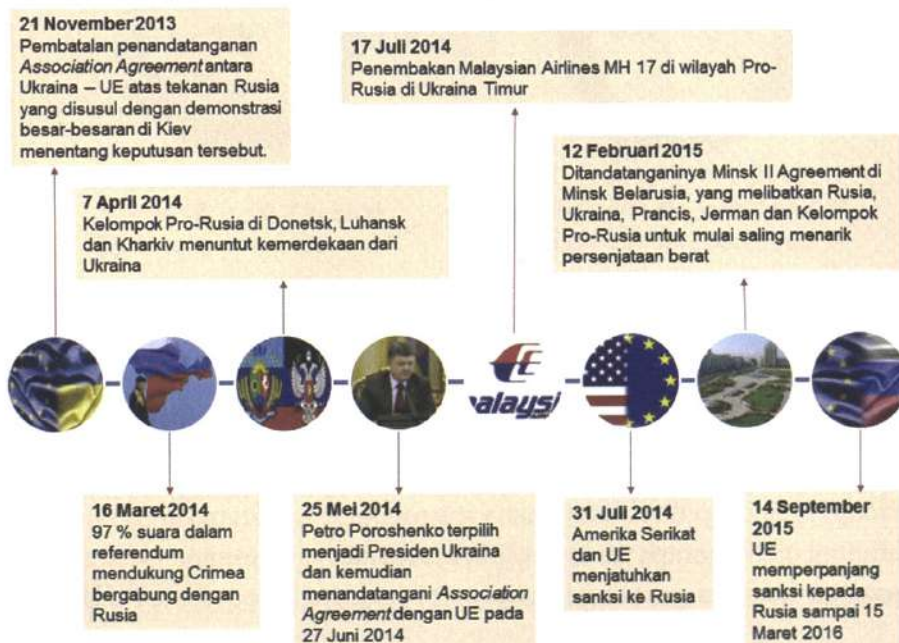 21 November 2013
Pembatalan penandatanganan
Association Agreement antara
Ukraina – UE atas tekanan Rusia
yang disusul dengan demonstrasi
besar-besaran di Kiev
menentang keputusan tersebut.
17 Juli 2014
Penembakan Malaysian Airlines MH 17 di wilayah Pro-
Rusia di Ukraina Timur
7 April 2014
Kelompok Pro-Rusia di Donetsk, Luhansk
dan Kharkiv menuntut kemerdekaan dari
Ukraina
12 Februari 2015
Ditandatanganinya Minsk II Agreement di
Minsk Belarusia, yang melibatkan Rusia,
Ukraina, Prancis, Jerman dan Kelompok
Pro-Rusia untuk mulai saling menarik
persenjataan berat
alaysi
16 Maret 2014
97 % suara dalam
referendum
mendukung Crimea
bergabung dengan
Rusia
25 Mei 2014
Petro Poroshenko terpilih
menjadi Presiden Ukraina
dan kemudian
menandatangani Association
Agreement dengan UE pada
27 Juni 2014
31 Juli 2014
Amerika Serikat
dan UE
menjatuhkan
sanksi ke Rusia
14 September
2015
UE
memperpanjang
sanksi kepada
Rusia sampai 15
Maret 2016